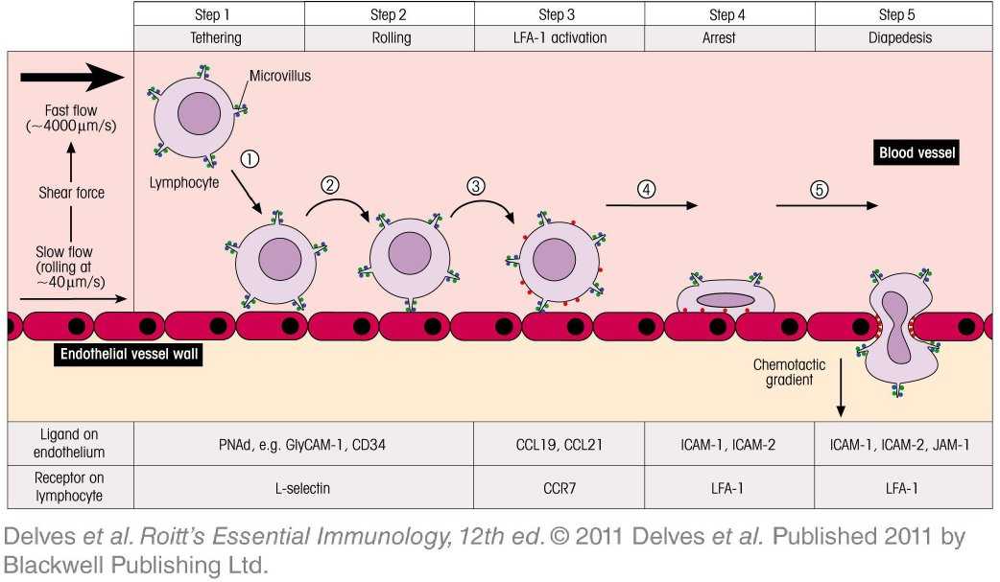 Step 1
Step 2
Step 3
Step 4
Step 5
Tethering
Rolling
LFA-1 activation
Arrest
Diapedesis
Fast flow
(~4000 µm/s)
Shear force
Slow flow
(rolling at
~40 µm/s)
Microvillus
Lymphocyte
1
2
3
4
5
Blood vessel
Endothelial vessel wall
Chemotactic
gradient
Ligand on
endothelium
PNAd, e.g. GlyCAM-1, CD34
CCL19, CCL21
ICAM-1, ICAM-2
ICAM-1, ICAM-2, JAM-1
Receptor on
lymphocyte
L-selectin
CCR7
LFA-1
LFA-1
Delves et al. Roitt's Essential Immunology, 12th ed. © 2011 Delves et al. Published 2011 by
Blackwell Publishing Ltd.